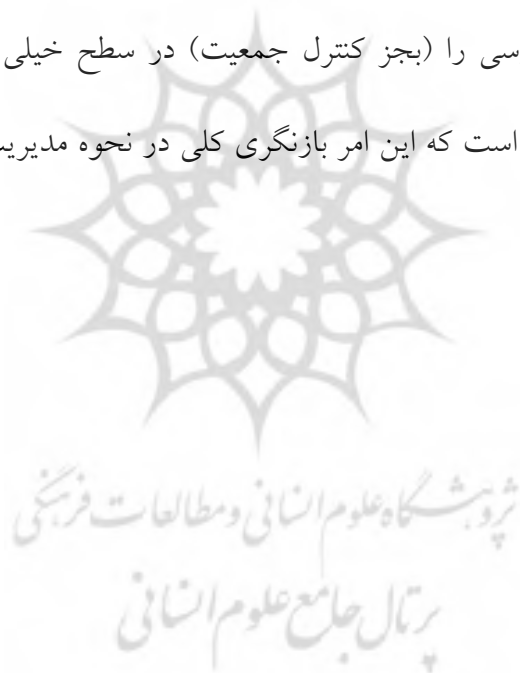 سی را (بجز کنترل جمعیت) در سطح خیلی
است که این امر بازنگری کلی در نحوه
پژوهشگاه علوم انسانی و مطالعات فرهنگی
پرتال جامع علوم انسانی